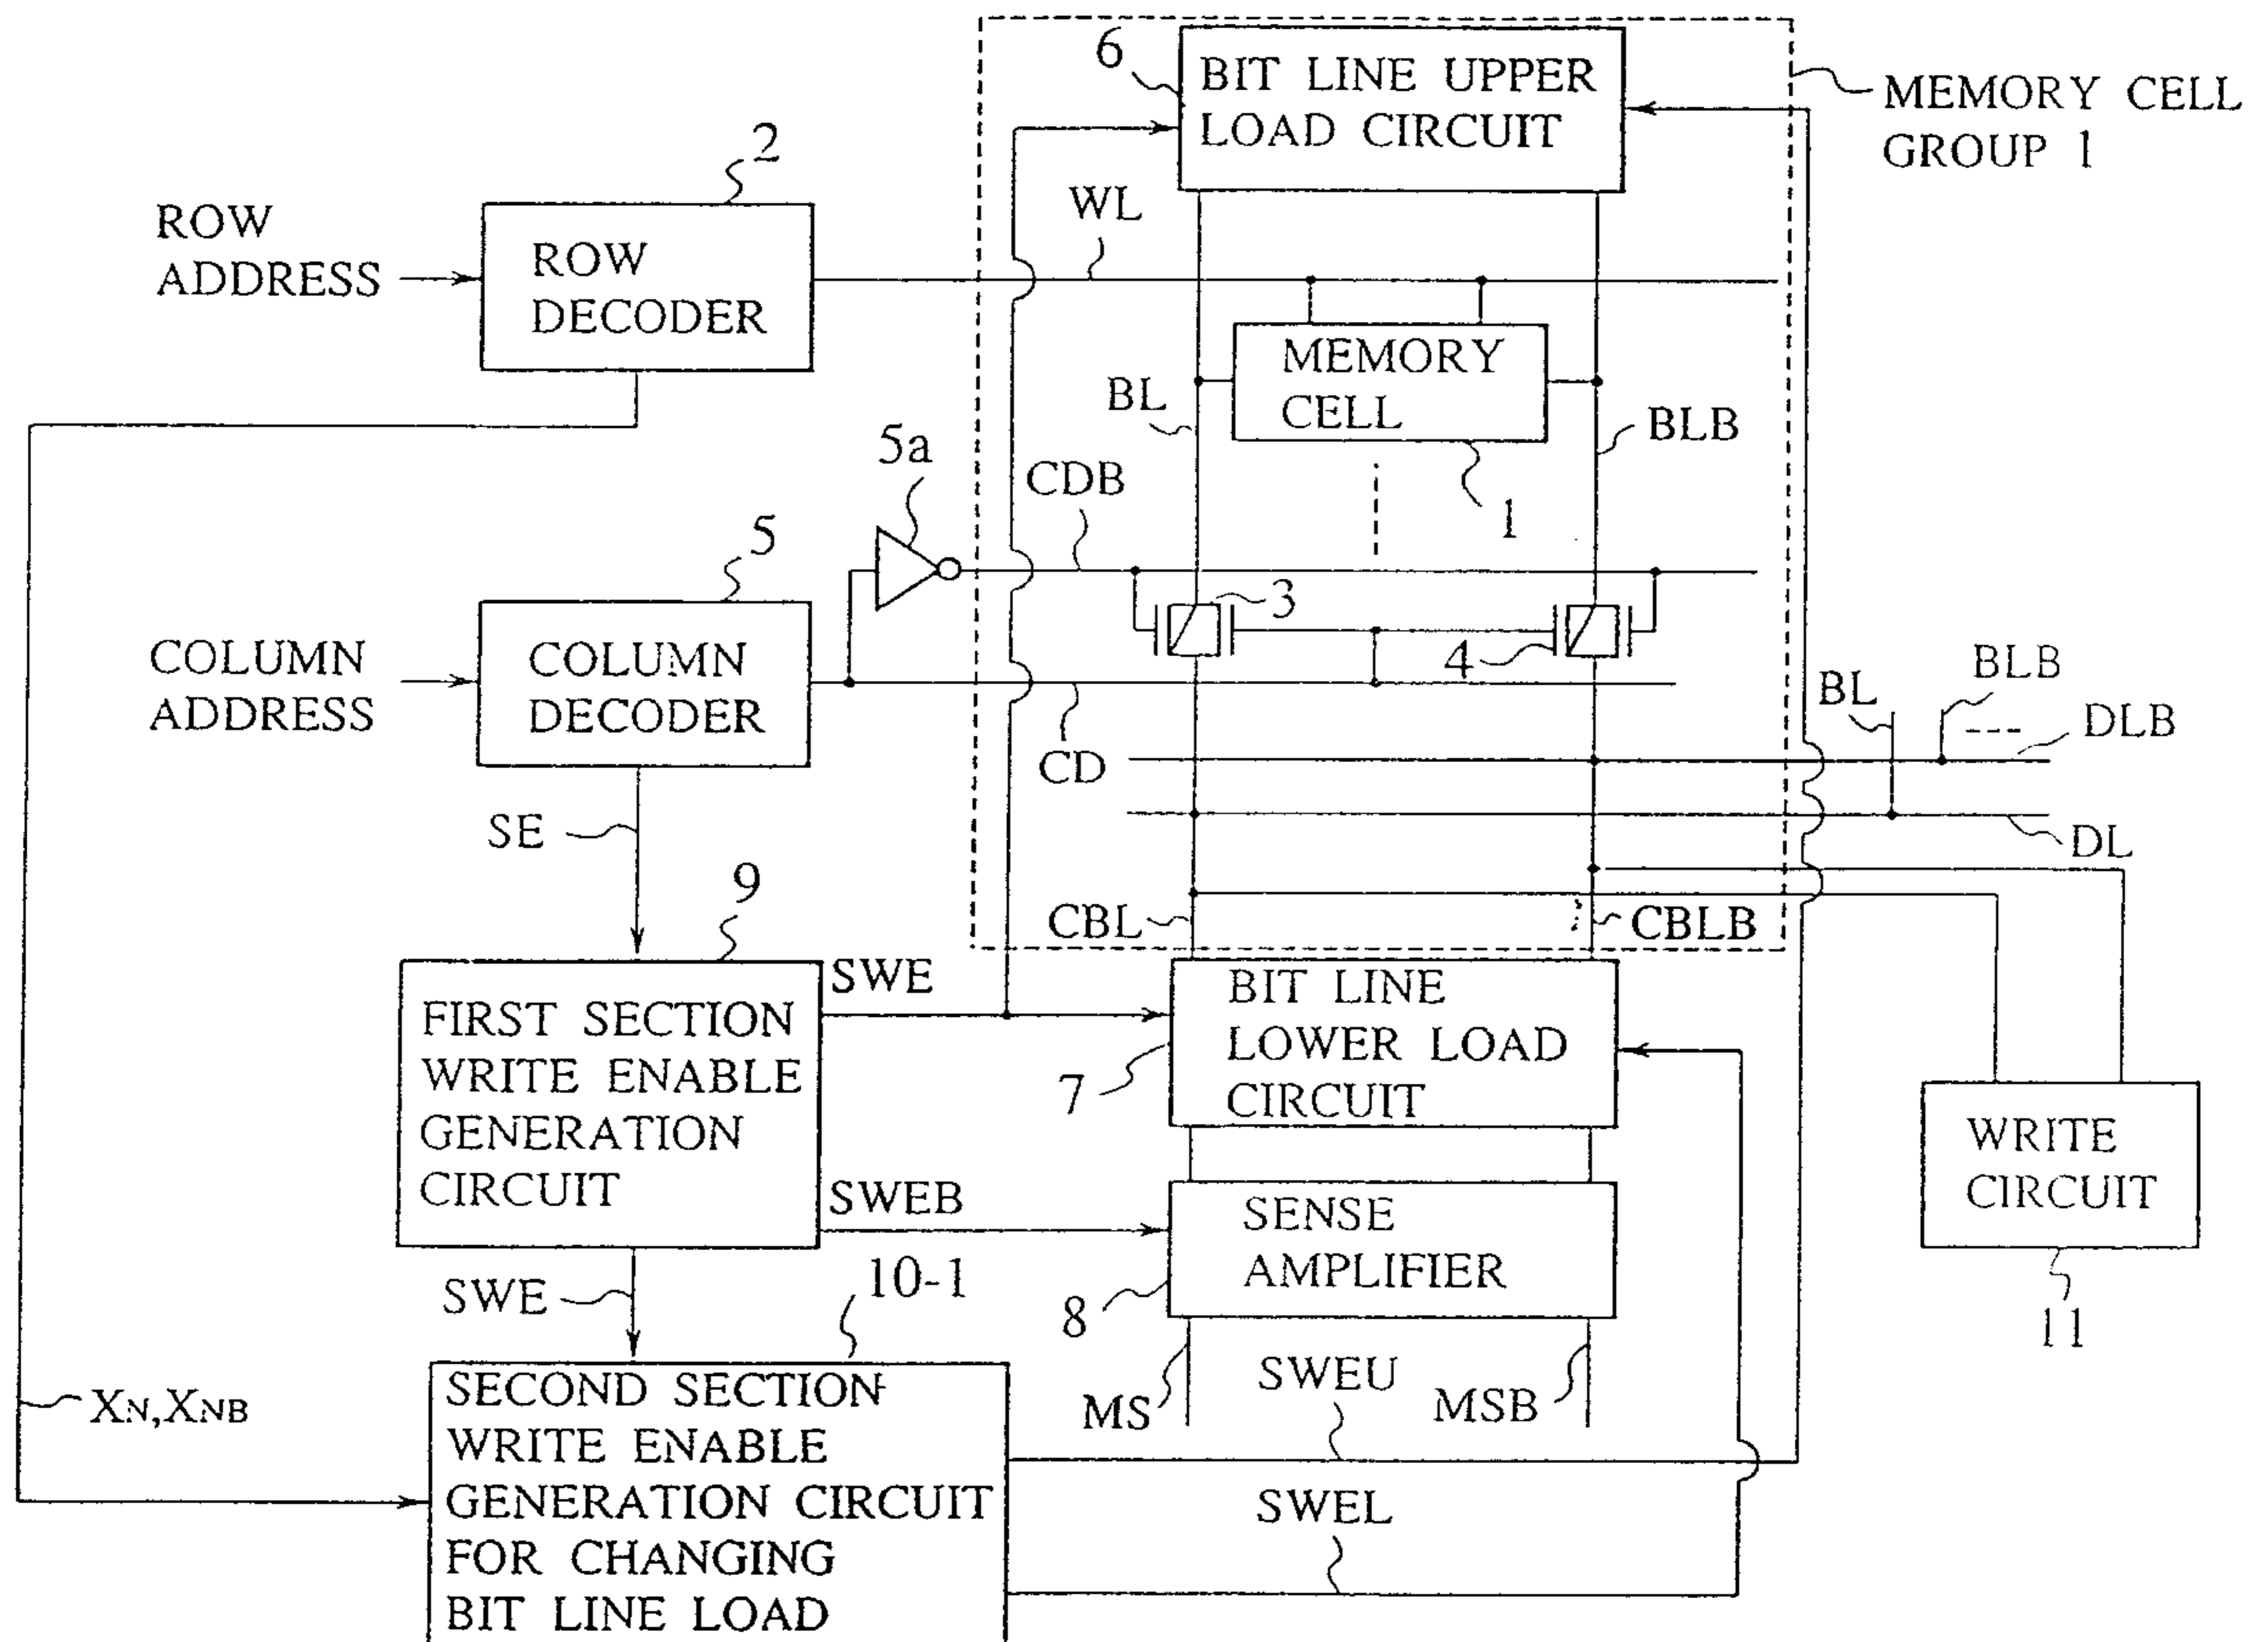 6
BIT LINE UPPER
LOAD CIRCUIT
MEMORY CELL
GROUP 1
2
ROW
ADDRESS
ROW
DECODER
WL
MEMORY
CELL
BL
BLB
1
5a
CDB
5
3
4
COLUMN
ADDRESS
COLUMN
DECODER
CD
BL
BLB
DLB
DL
SE
9
CBL
CBLB
FIRST SECTION
WRITE ENABLE
GENERATION
CIRCUIT
SWE
SWEB
BIT LINE
LOWER LOAD
CIRCUIT
7
WRITE
CIRCUIT
11
SENSE
AMPLIFIER
8
SWE
10-1
MS
SWEU
MSB
XN,XNB
SECOND SECTION
WRITE ENABLE
GENERATION CIRCUIT
FOR CHANGING
BIT LINE LOAD
SWEL